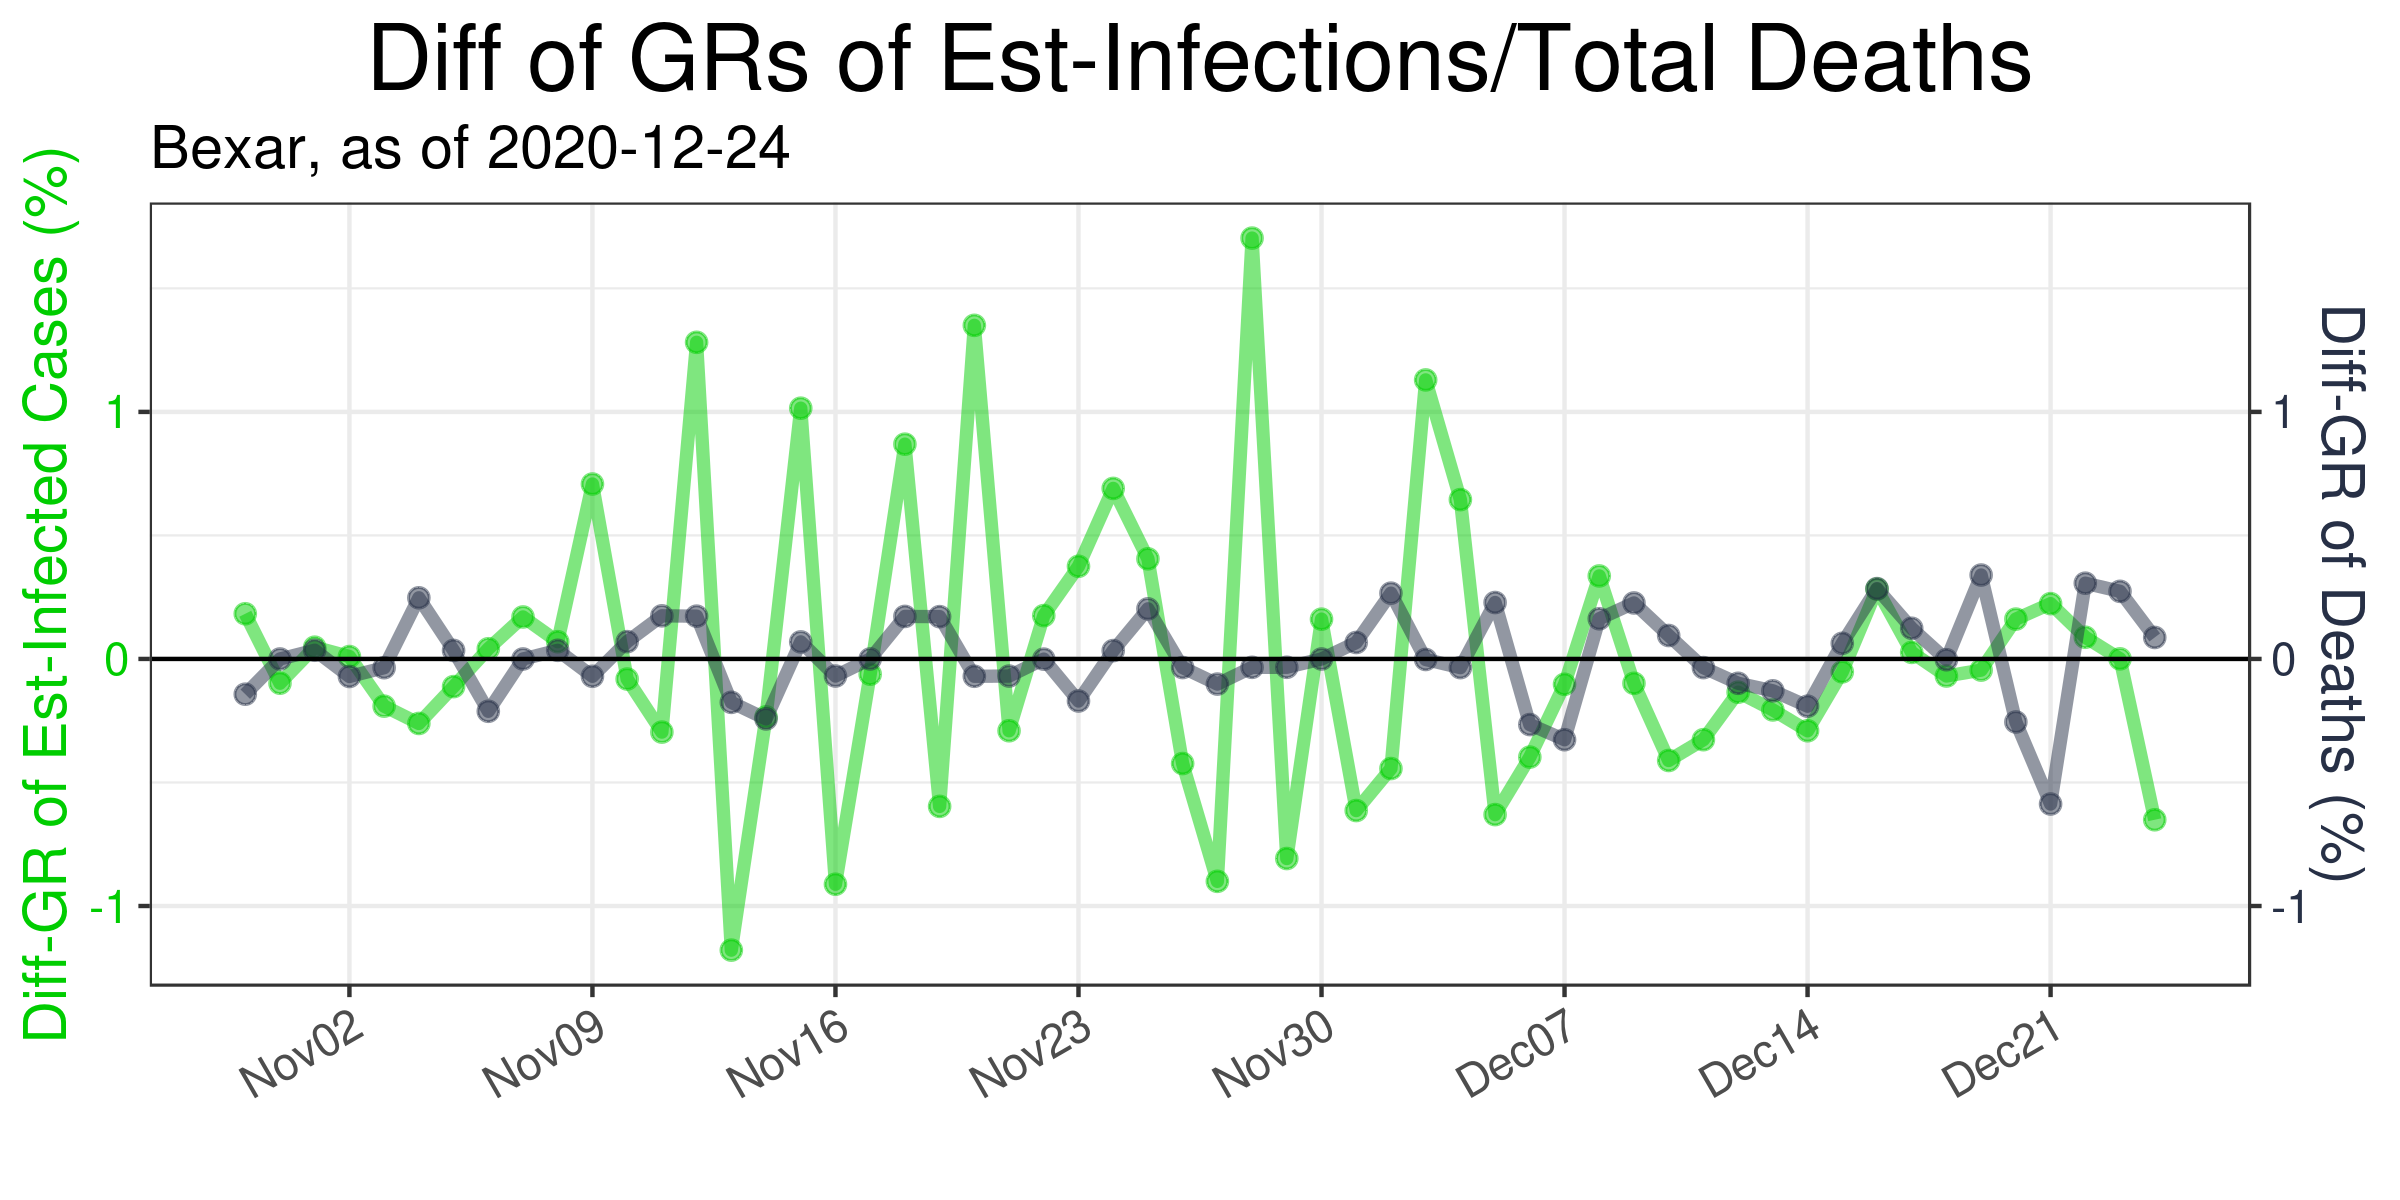 Diff of GRs of Est-Infections/Total Deaths
Bexar, as of 2020-12-24
Diff-GR of Est-Infected Cases (%)
1
0
-1
1
0
-1
Diff-GR of Deaths (%)
Nov02
Nov09
Nov16
Nov23
Nov30
Dec07
Dec14
Dec21